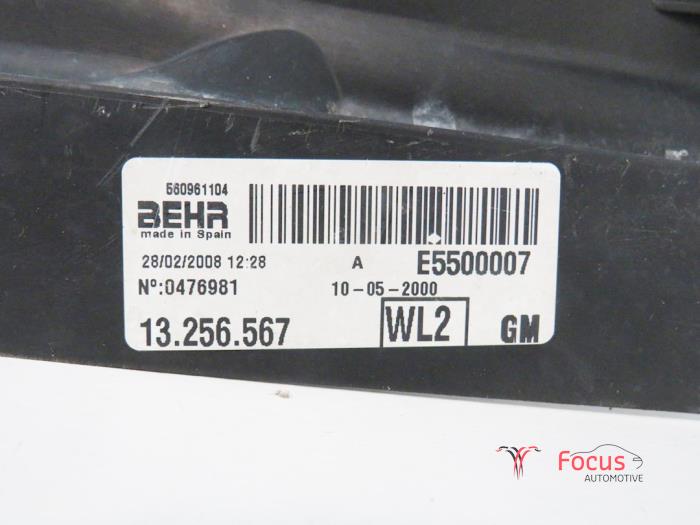 560961104
BEHR
made in Spain
28/02/2008 12:28 A E5500007
Nº:0476981 10-05-2000
13.256.567 WL2 GM
Focus
AUTOMOTIVE